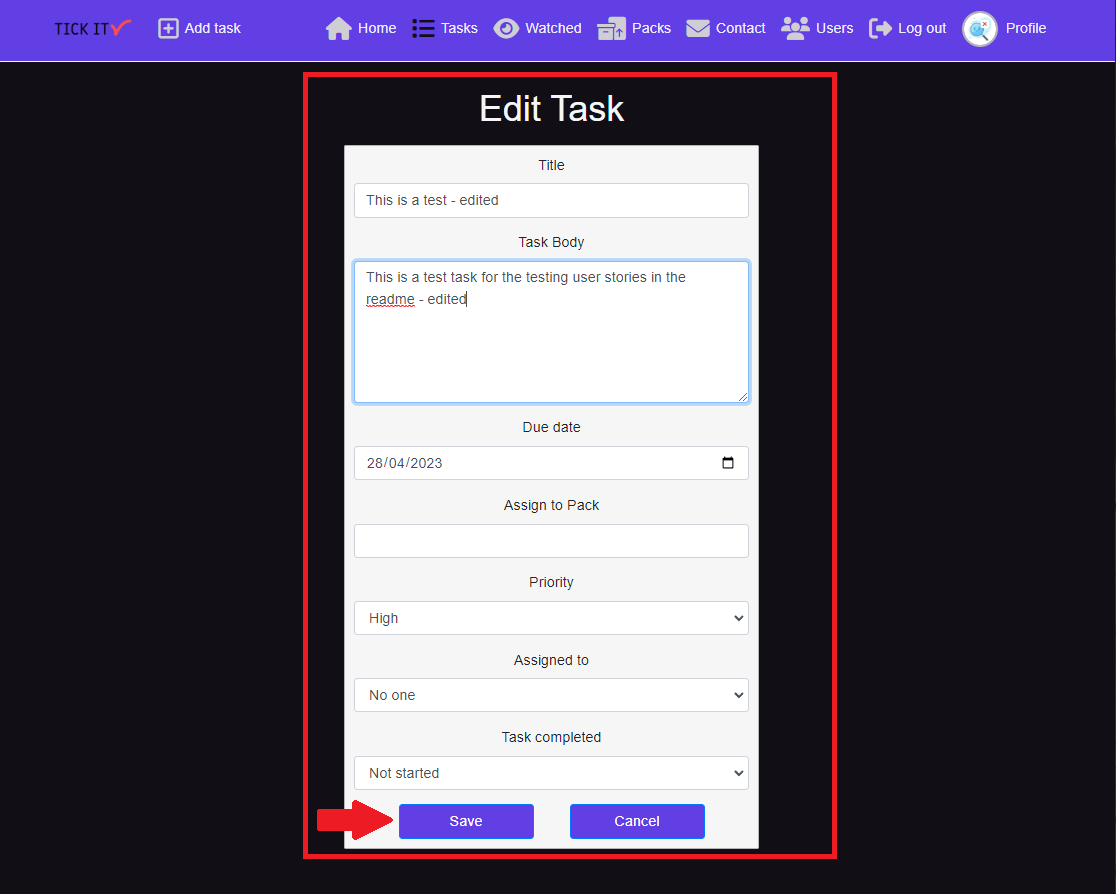 TICK IT Add task Home Tasks Watched Packs Contact Users Log out Profile
Edit Task
Title
This is a test - edited
Task Body
This is a test task for the testing user stories in the
readme - edited
Due date
28/04/2023
Assign to Pack
Priority
High
Assigned to
No one
Task completed
Not started
Save Cancel